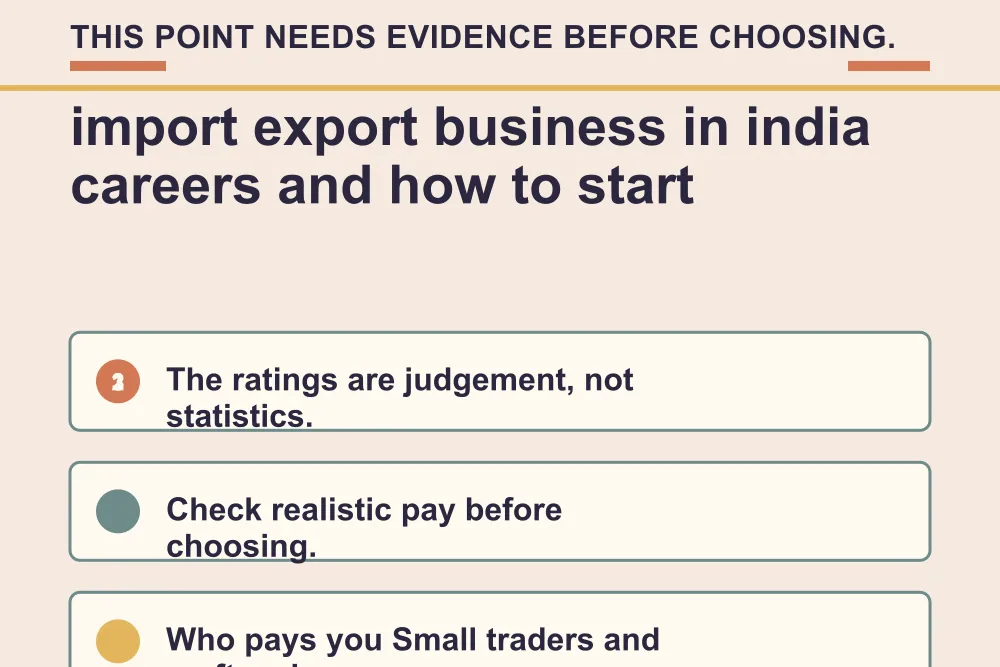 THIS POINT NEEDS EVIDENCE BEFORE CHOOSING.
import export business in india
careers and how to start
The ratings are judgement, not
statistics.
Check realistic pay before
choosing.
Who pays you Small traders and